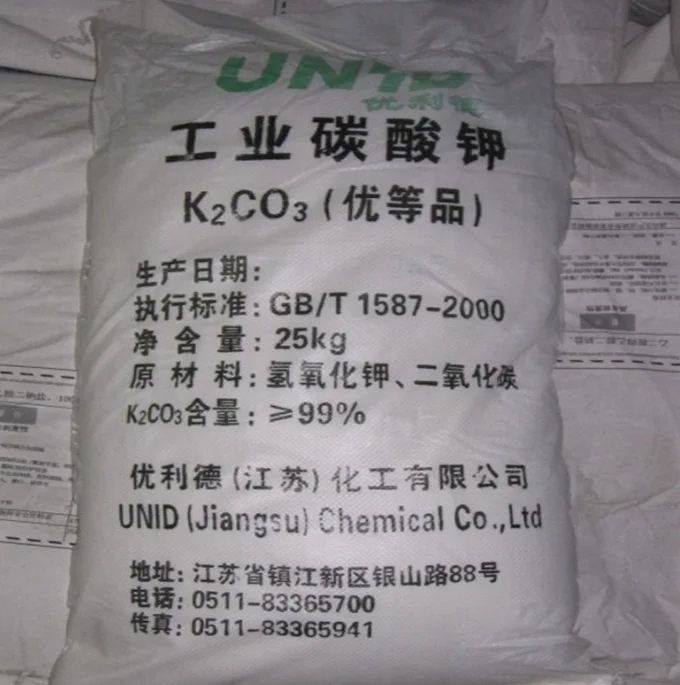 UNID
优利德
工业碳酸钾
K₂CO₃(优等品)
生产日期:
执行标准: GB/T 1587-2000
净含量: 25kg
原材料: 氢氧化钾、二氧化碳
K₂CO₃含量: ≥99%
优利德(江苏)化工有限公司
UNID (Jiangsu) Chemical Co.,Ltd
地址: 江苏省镇江新区银山路88号
电话: 0511-83365700
传真: 0511-83365941